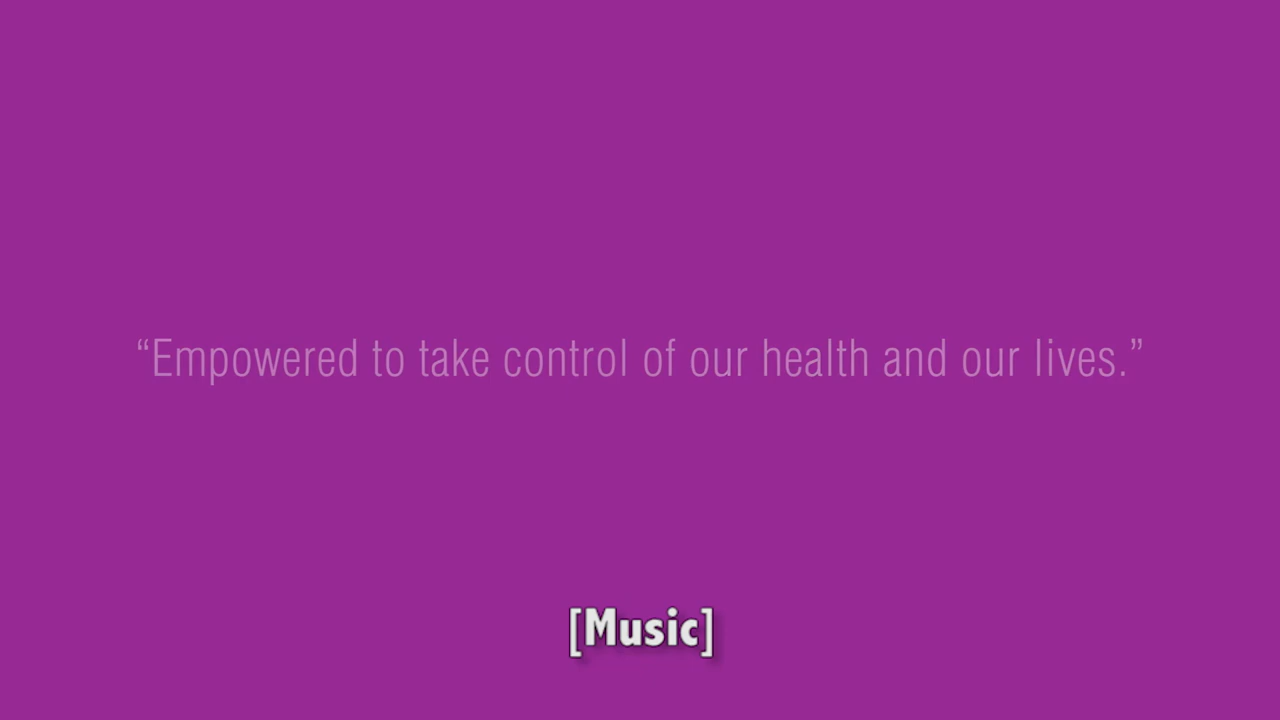 “Empowered to take control of our health and our lives.”
[Music]